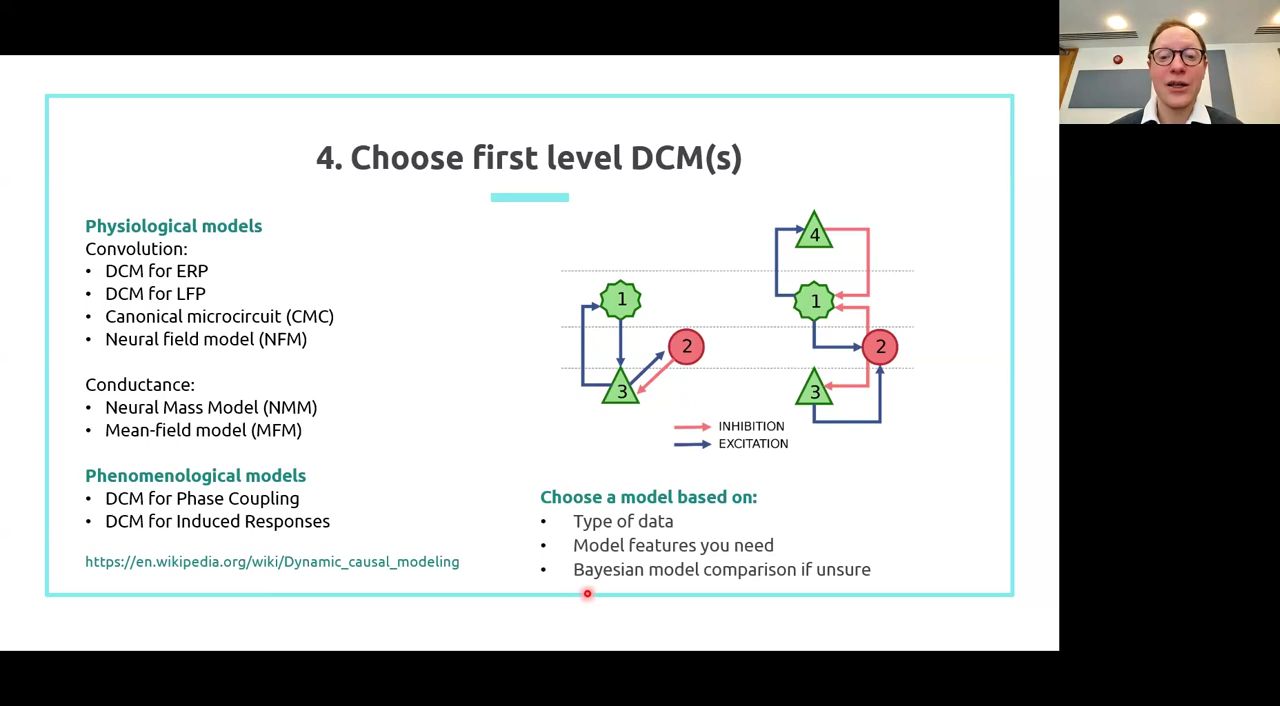 4. Choose first level DCM(s)
Physiological models
Convolution:
• DCM for ERP
• DCM for LFP
• Canonical microcircuit (CMC)
• Neural field model (NFM)
Conductance:
• Neural Mass Model (NMM)
• Mean-field model (MFM)
Phenomenological models
• DCM for Phase Coupling
• DCM for Induced Responses
https://en.wikipedia.org/wiki/Dynamic_causal_modeling
1
2
3
4
1
2
3
INHIBITION
EXCITATION
Choose a model based on:
• Type of data
• Model features you need
• Bayesian model comparison if unsure